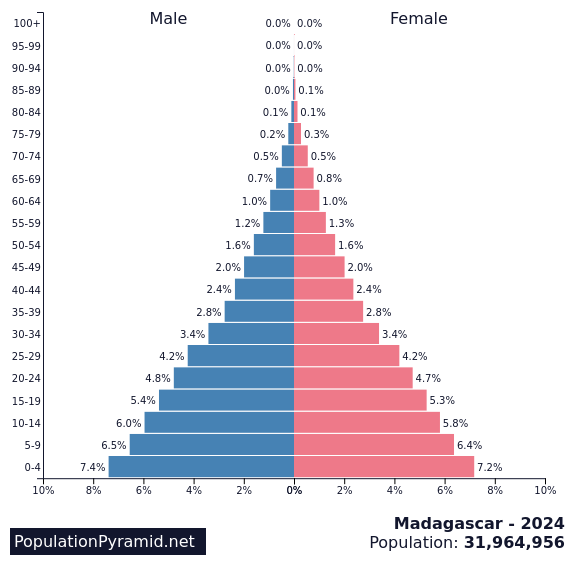 Male Female
100+ 0.0% 0.0%
95-99 0.0% 0.0%
90-94 0.0% 0.0%
85-89 0.0% 0.1%
80-84 0.1% 0.1%
75-79 0.2% 0.3%
70-74 0.5% 0.5%
65-69 0.7% 0.8%
60-64 1.0% 1.0%
55-59 1.2% 1.3%
50-54 1.6% 1.6%
45-49 2.0% 2.0%
40-44 2.4% 2.4%
35-39 2.8% 2.8%
30-34 3.4% 3.4%
25-29 4.2% 4.2%
20-24 4.8% 4.7%
15-19 5.4% 5.3%
10-14 6.0% 5.8%
5-9 6.5% 6.4%
0-4 7.4% 7.2%
10% 8% 6% 4% 2% 0% 2% 4% 6% 8% 10%
Madagascar - 2024
PopulationPyramid.net Population: 31,964,956